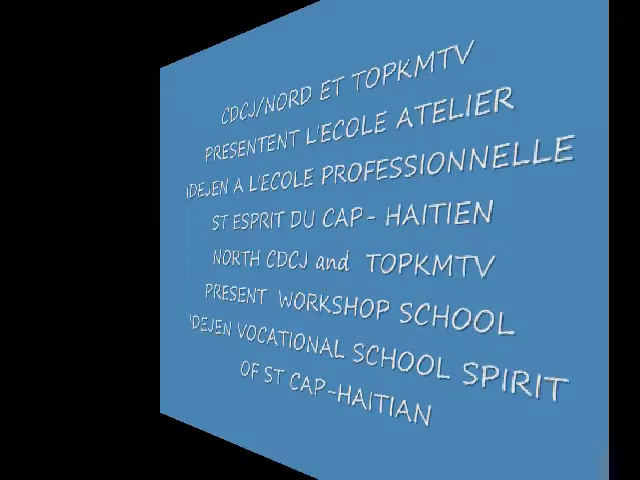 CDCJ/NORD ET TOPKMTV
PRESENTENT L'ECOLE ATELIER
IDEJEN A L'ECOLE PROFESSIONNELLE
ST ESPRIT DU CAP- HAITIEN
NORTH CDCJ and TOPKMTV
PRESENT WORKSHOP SCHOOL
IDEJEN VOCATIONAL SCHOOL SPIRIT
OF ST CAP-HAITIAN